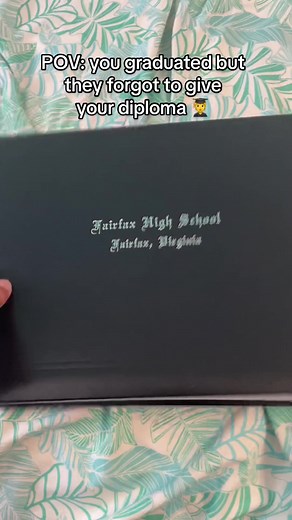 POV: you graduated but
they forgot to give
your diploma 👨‍🎓
Fairfax High School
Fairfax, Virginia